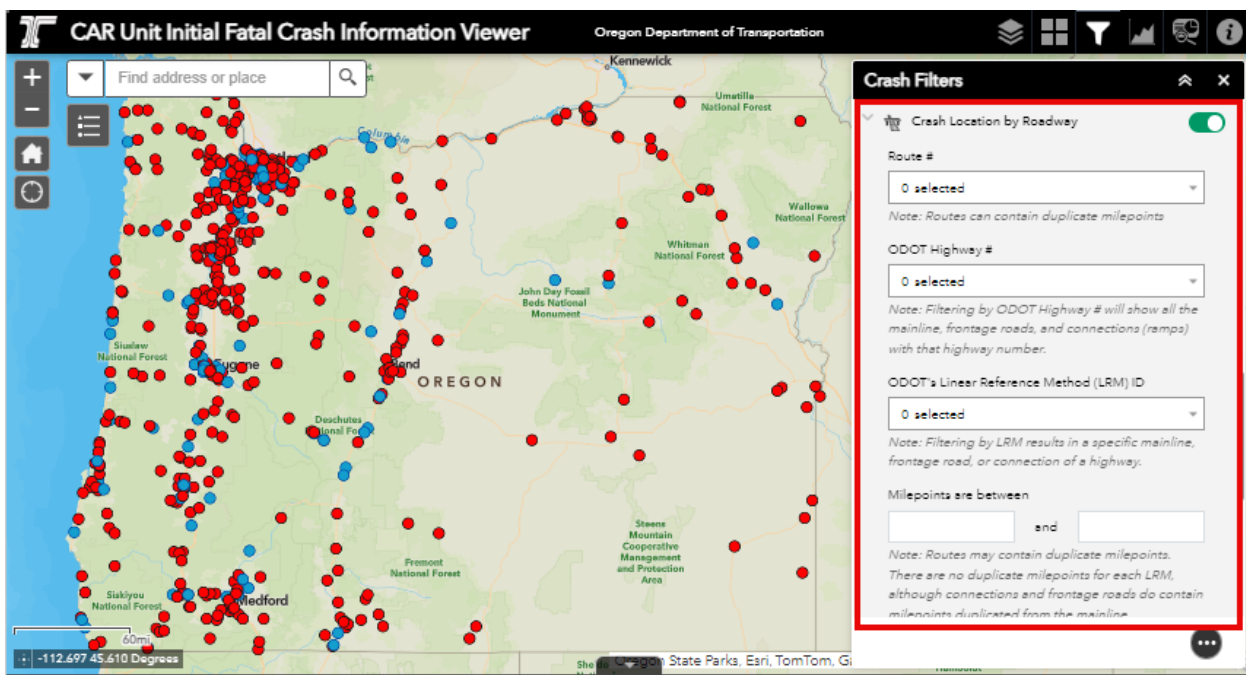 CAR Unit Initial Fatal Crash Information Viewer
Oregon Department of Transportation
+
Find address or place
−
Kennewick
Umatilla
National Forest
Columbia
Wallowa
National Forest
Whitman
National Forest
John Day Fossil
Beds National
Monument
Siuslaw
National Forest
Eugene
Bend
OREGON
Deschutes
Steens
Mountain
Cooperative
Management
and Protection
Area
Fremont
National Forest
Siskiyou
National Forest
Medford
60mi
-112.697 45.610 Degrees
Oregon State Parks, Esri, TomTom, Ga
Crash Filters
Crash Location by Roadway
Route #
0 selected
Note: Routes can contain duplicate milepoints
ODOT Highway #
0 selected
Note: Filtering by ODOT Highway # will show all the
mainline, frontage roads, and connections (ramps)
with that highway number.
ODOT's Linear Reference Method (LRM) ID
0 selected
Note: Filtering by LRM results in a specific mainline,
frontage road, or connection of a highway.
Milepoints are between
and
Note: Routes may contain duplicate milepoints.
There are no duplicate milepoints for each LRM,
although connections and frontage roads do contain
milepoints duplicated from the mainline